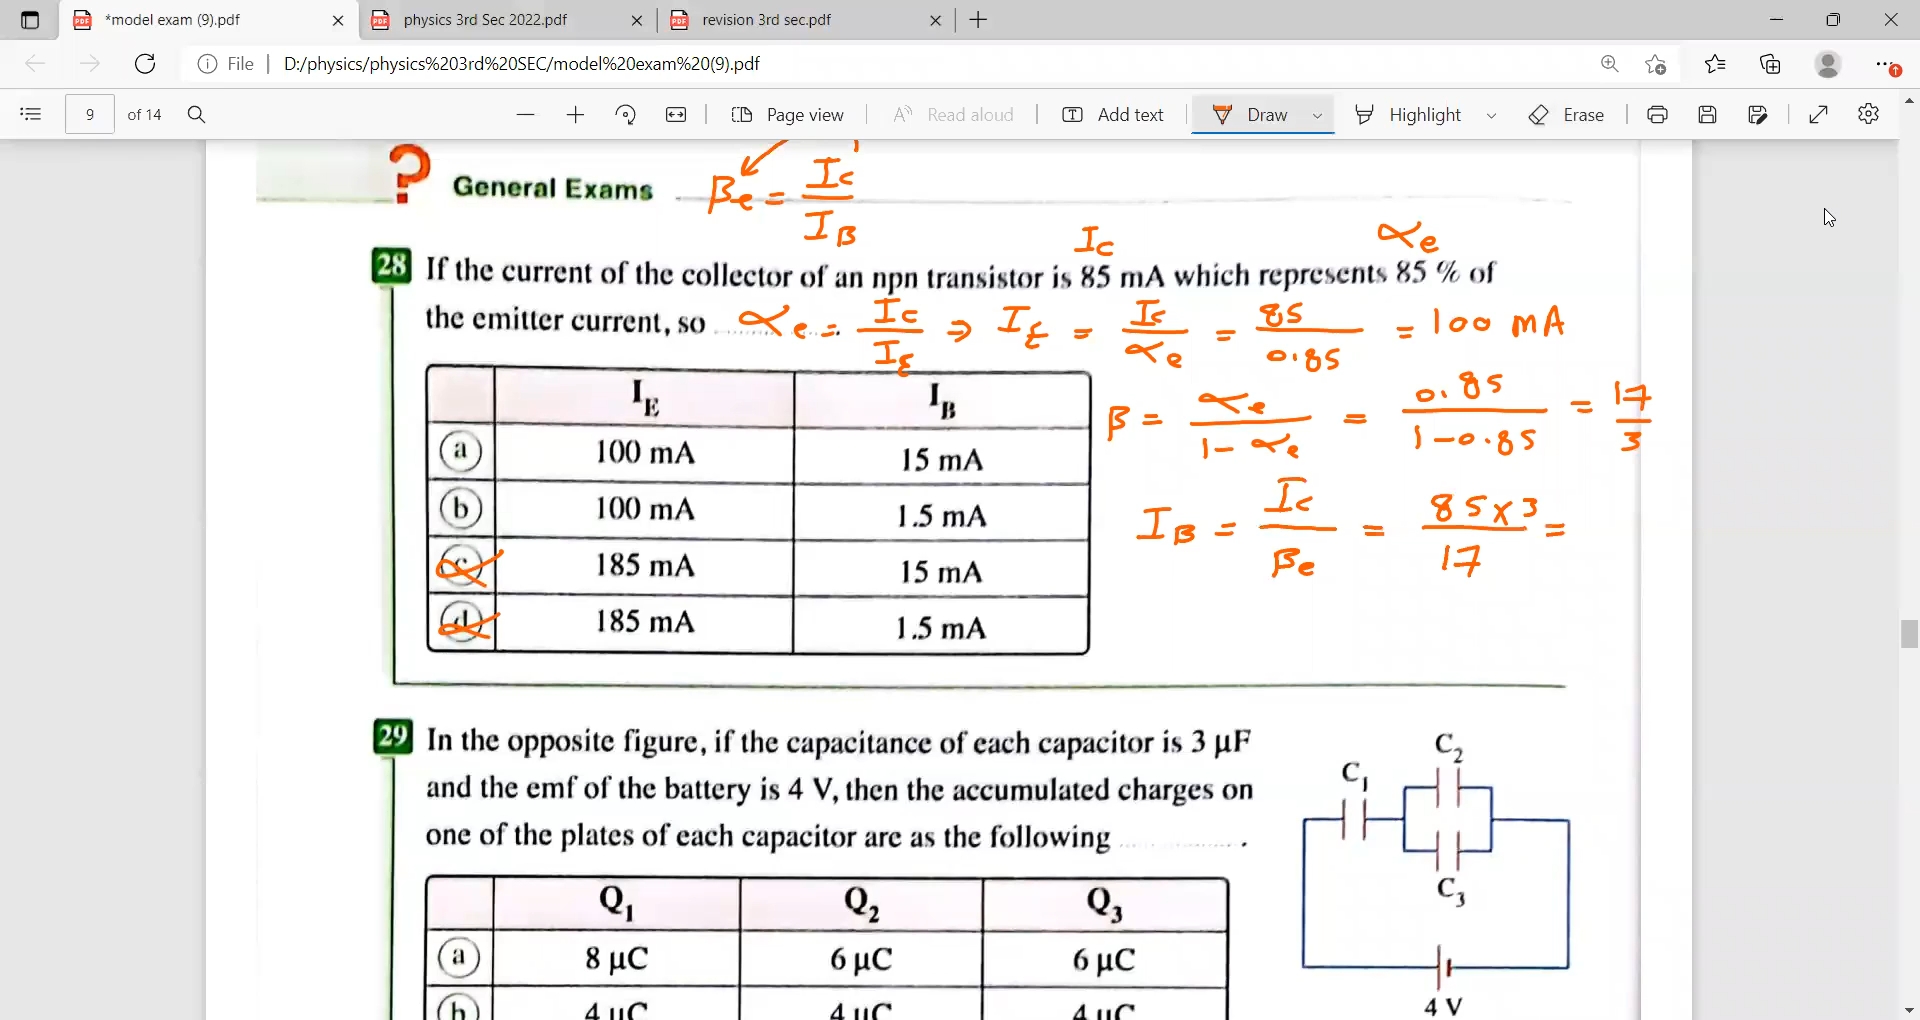 *model exam (9).pdf
physics 3rd Sec 2022.pdf
revision 3rd sec.pdf
File
D:/physics/physics%203rd%20SEC/model%20exam%20(9).pdf
9 of 14
Page view
Read aloud
Add text
Draw
Highlight
Erase
General Exams
βe = Ic / IB
Ic
αe
28 If the current of the collector of an npn transistor is 85 mA which represents 85 % of
the emitter current, so
αe = Ic / IE ⇒ IE = Ic / αe = 85 / 0.85 = 100 mA
IE IB
a 100 mA 15 mA
b 100 mA 1.5 mA
c 185 mA 15 mA
d 185 mA 1.5 mA
β = αe / 1 - αe = 0.85 / 1-0.85 = 17 / 3
IB = Ic / βe = 85 x 3 / 17 =
29 In the opposite figure, if the capacitance of each capacitor is 3 µF
and the emf of the battery is 4 V, then the accumulated charges on
one of the plates of each capacitor are as the following ............
Q1 Q2 Q3
a 8 µC 6 µC 6 µC
b 4 µC 4 µC 4 µC
C2
C1
C3
4 V